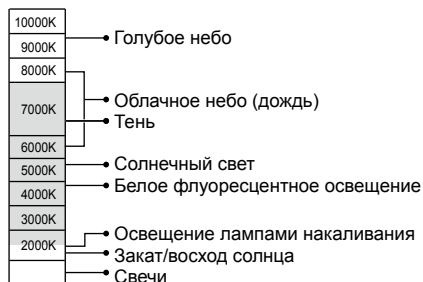 10000K
Голубое небо
9000K
8000K
Облачное небо (дождь)
7000K
Тень
6000K
Солнечный свет
5000K
Белое флуоресцентное освещение
4000K
3000K
Освещение лампами накаливания
2000K
Закат/восход солнца
Свечи